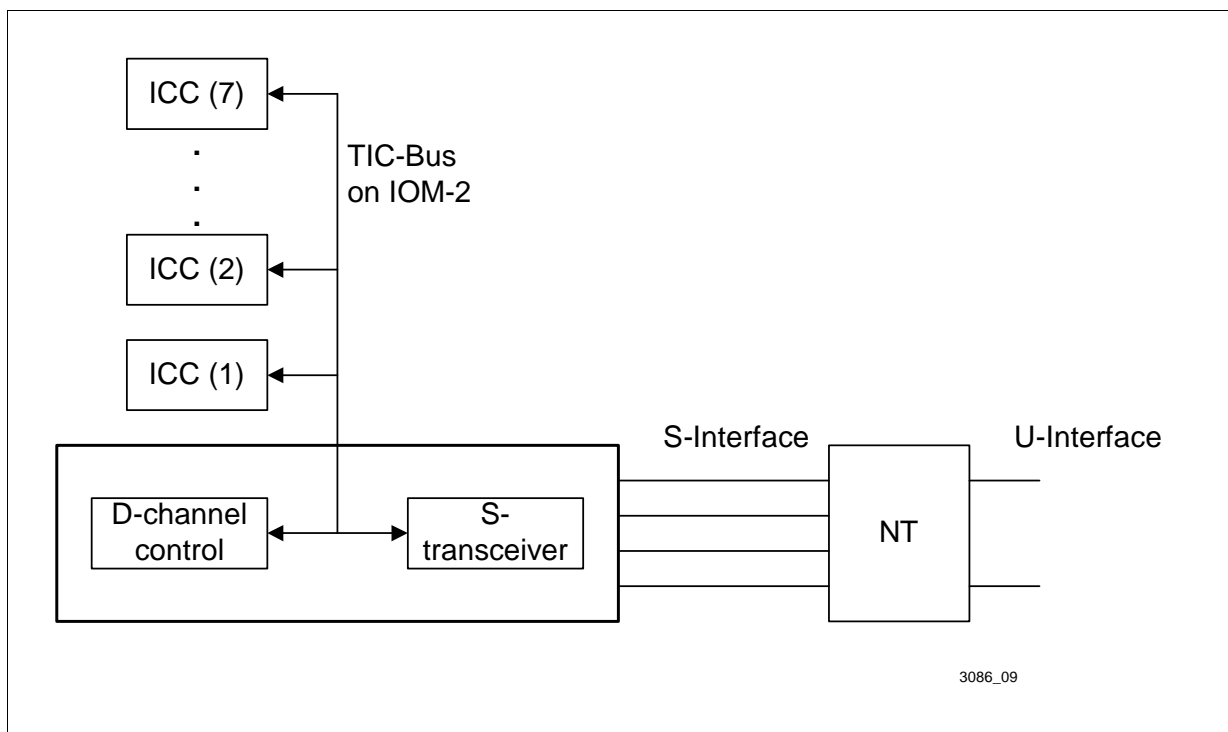 ICC (7)
.
.
.
TIC-Bus
on IOM-2
ICC (2)
ICC (1)
S-Interface
U-Interface
D-channel
control
S-
transceiver
NT
3086_09